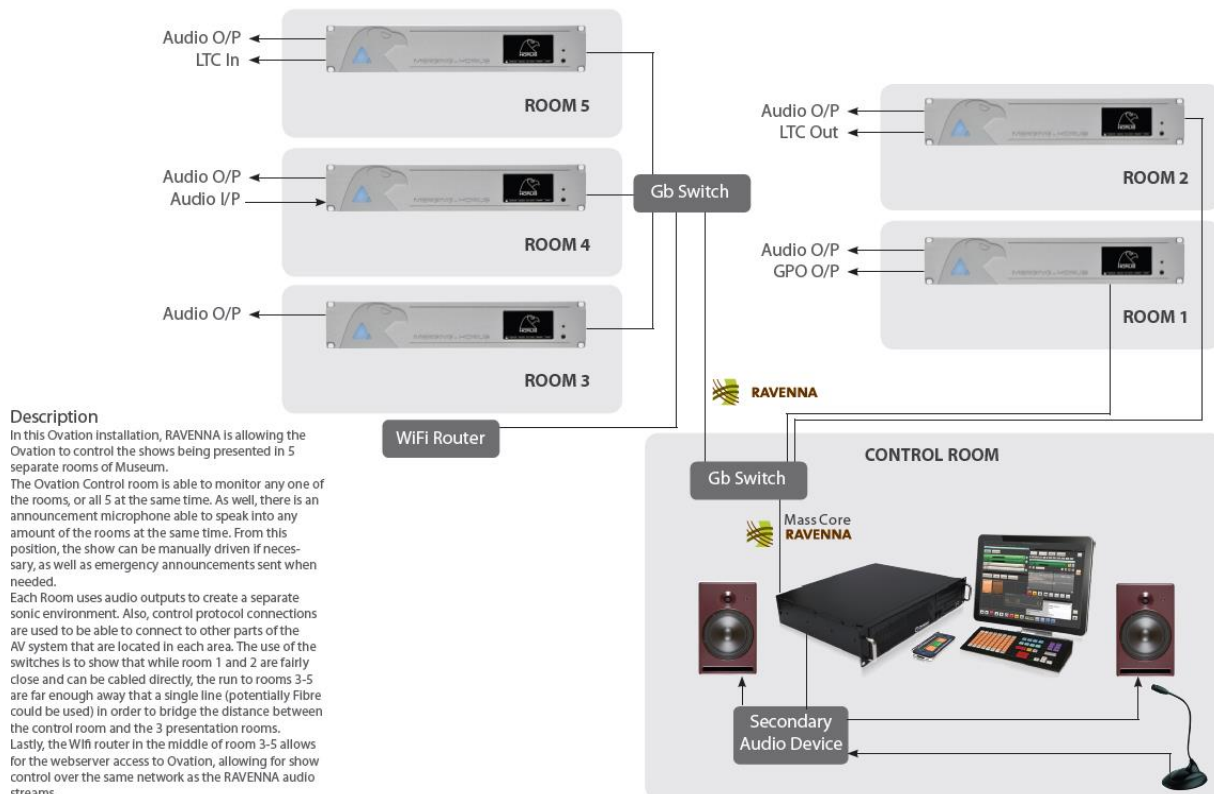 Audio O/P
LTC In
ROOM 5
Audio O/P
Audio I/P
ROOM 4
Audio O/P
ROOM 3
Gb Switch
WiFi Router
Audio O/P
LTC Out
ROOM 2
Audio O/P
GPO O/P
ROOM 1
RAVENNA
CONTROL ROOM
Gb Switch
Mass Core
RAVENNA
Secondary
Audio Device
Description
In this Ovation installation, RAVENNA is allowing the
Ovation to control the shows being presented in 5
separate rooms of Museum.
The Ovation Control room is able to monitor any one of
the rooms, or all 5 at the same time. As well, there is an
announcement microphone able to speak into any
amount of the rooms at the same time. From this
position, the show can be manually driven if neces-
sary, as well as emergency announcements sent when
needed.
Each Room uses audio outputs to create a separate
sonic environment. Also, control protocol connections
are used to be able to connect to other parts of the
AV system that are located in each area. The use of the
switches is to show that while room 1 and 2 are fairly
close and can be cabled directly, the run to rooms 3-5
are far enough away that a single line (potentially Fibre
could be used) in order to bridge the distance between
the control room and the 3 presentation rooms.
Lastly, the WIfi router in the middle of room 3-5 allows
for the webserver access to Ovation, allowing for show
control over the same network as the RAVENNA audio
streams